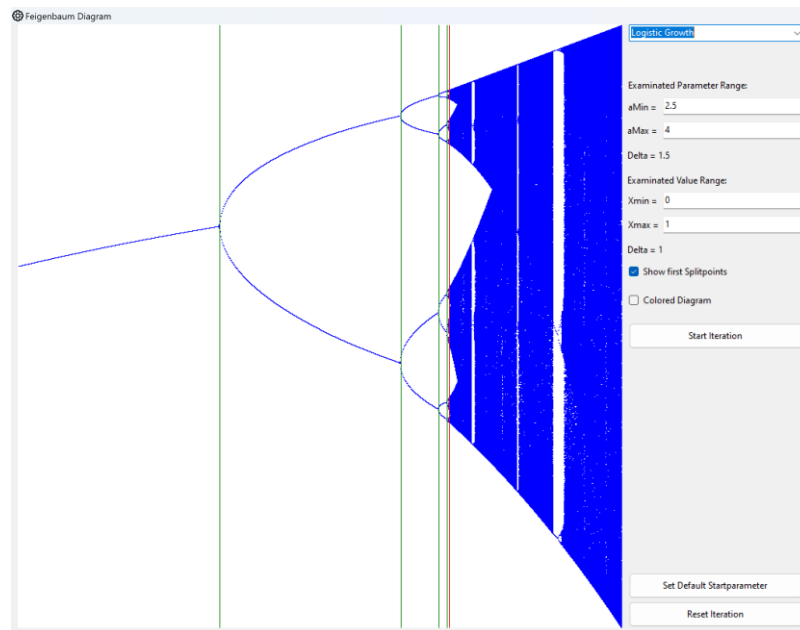 Feigenbaum Diagram
Logistic Growth
Examinated Parameter Range:
aMin = 2.5
aMax = 4
Delta = 1.5
Examinated Value Range:
Xmin = 0
Xmax = 1
Delta = 1
Show first Splitpoints
Colored Diagram
Start Iteration
Set Default Startparameter
Reset Iteration